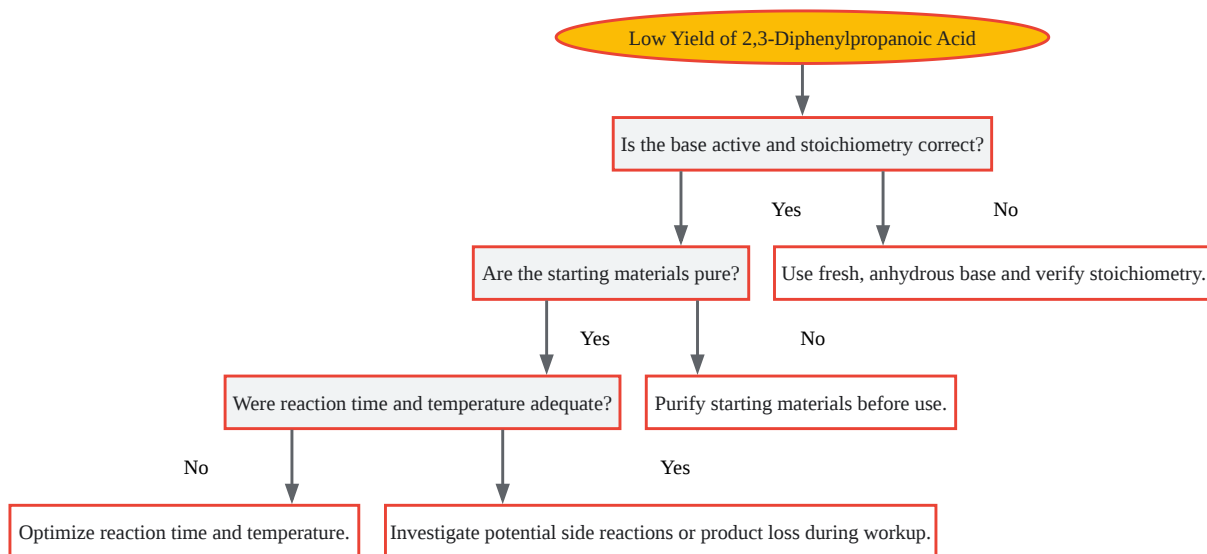 Low Yield of 2,3-Diphenylpropanoic Acid
Is the base active and stoichiometry correct?
Yes
No
Are the starting materials pure?
Use fresh, anhydrous base and verify stoichiometry.
Yes
No
Were reaction time and temperature adequate?
Purify starting materials before use.
No
Yes
Optimize reaction time and temperature.
Investigate potential side reactions or product loss during workup.